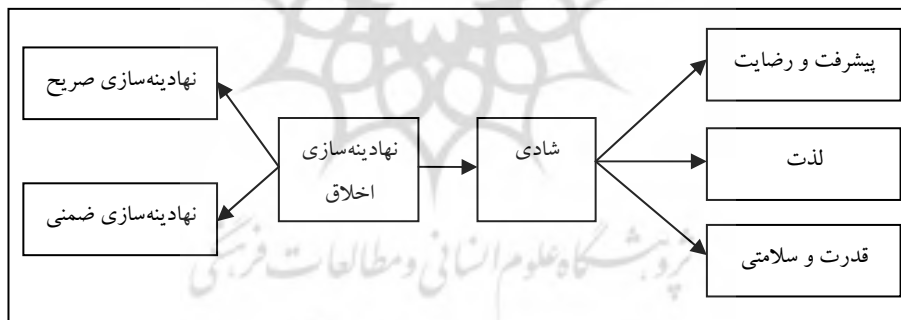 پیشرفت و رضایت
نهادینه‌سازی صریح
نهادینه‌سازی
اخلاق
شادی
لذت
نهادینه‌سازی ضمنی
قدرت و سلامتی
پژوهشگاه علوم انسانی و مطالعات فرهنگی